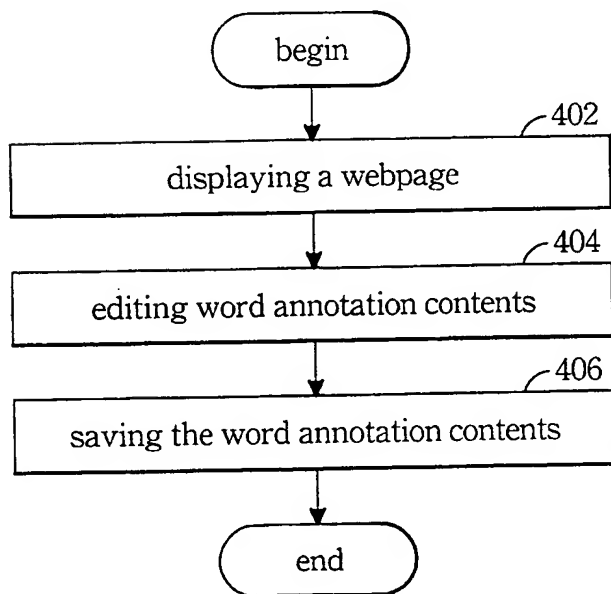 begin
402
displaying a webpage
404
editing word annotation contents
406
saving the word annotation contents
end